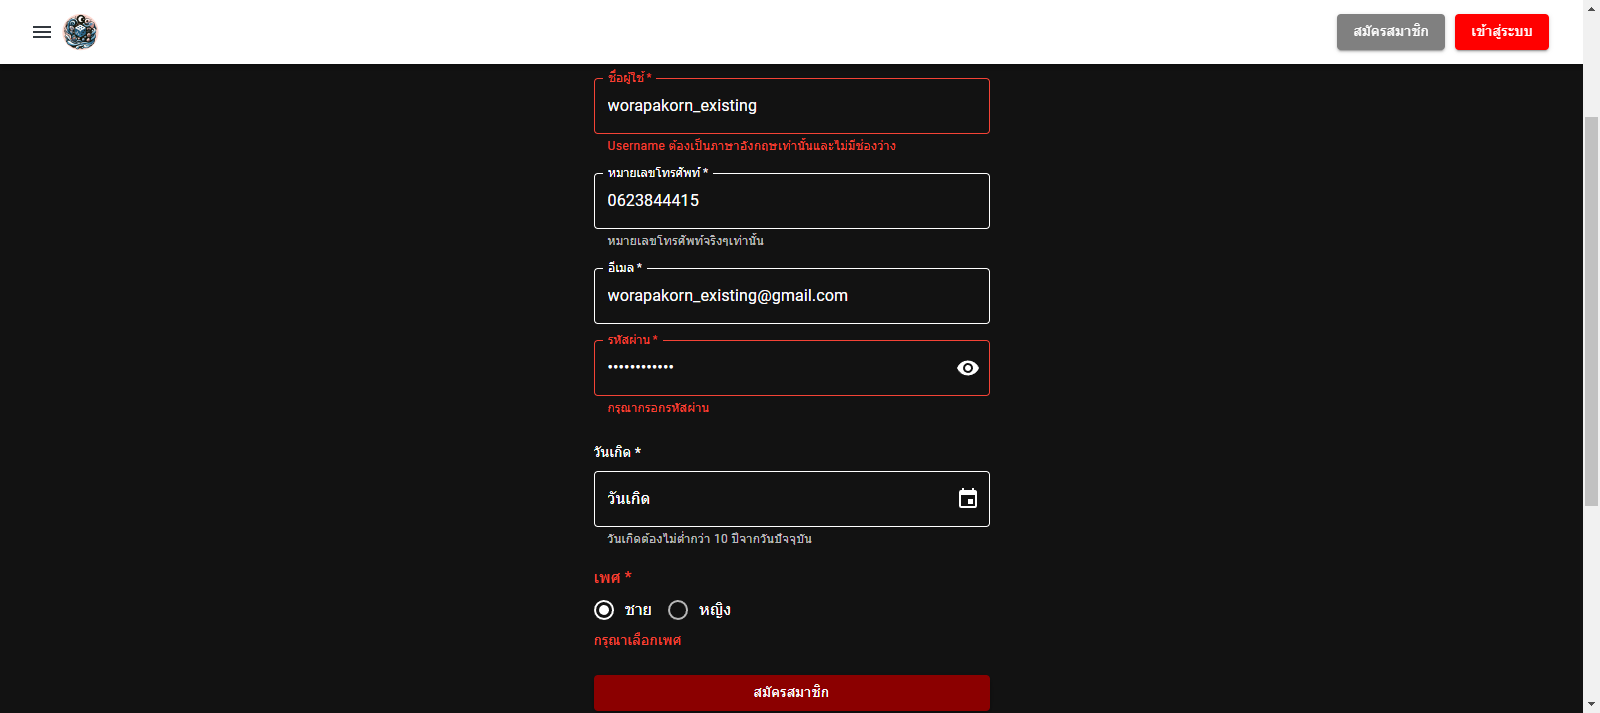 สมัครสมาชิก
เข้าสู่ระบบ
ชื่อผู้ใช้ *
worapakorn_existing
Username ต้องเป็นภาษาอังกฤษเท่านั้นและไม่มีช่องว่าง
หมายเลขโทรศัพท์ *
0623844415
หมายเลขโทรศัพท์จริงๆเท่านั้น
อีเมล *
worapakorn_existing@gmail.com
รหัสผ่าน *
••••••••••••
กรุณากรอกรหัสผ่าน
วันเกิด *
วันเกิด
วันเกิดต้องไม่ต่ำกว่า 10 ปีจากวันปัจจุบัน
เพศ *
ชาย
หญิง
กรุณาเลือกเพศ
สมัครสมาชิก